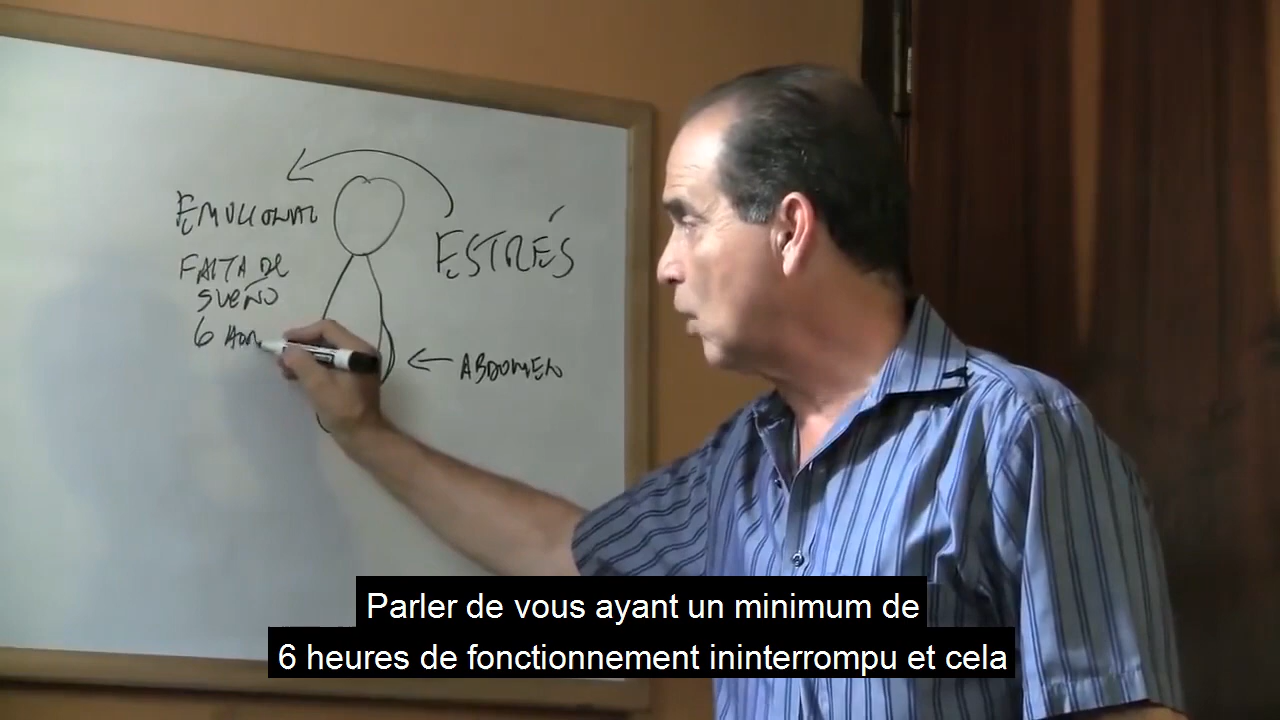 EMOCIONAL
FALTA DE
SUEÑO
6 HOR
ESTRÉS
← ABDOMEN
Parler de vous ayant un minimum de
6 heures de fonctionnement ininterrompu et cela